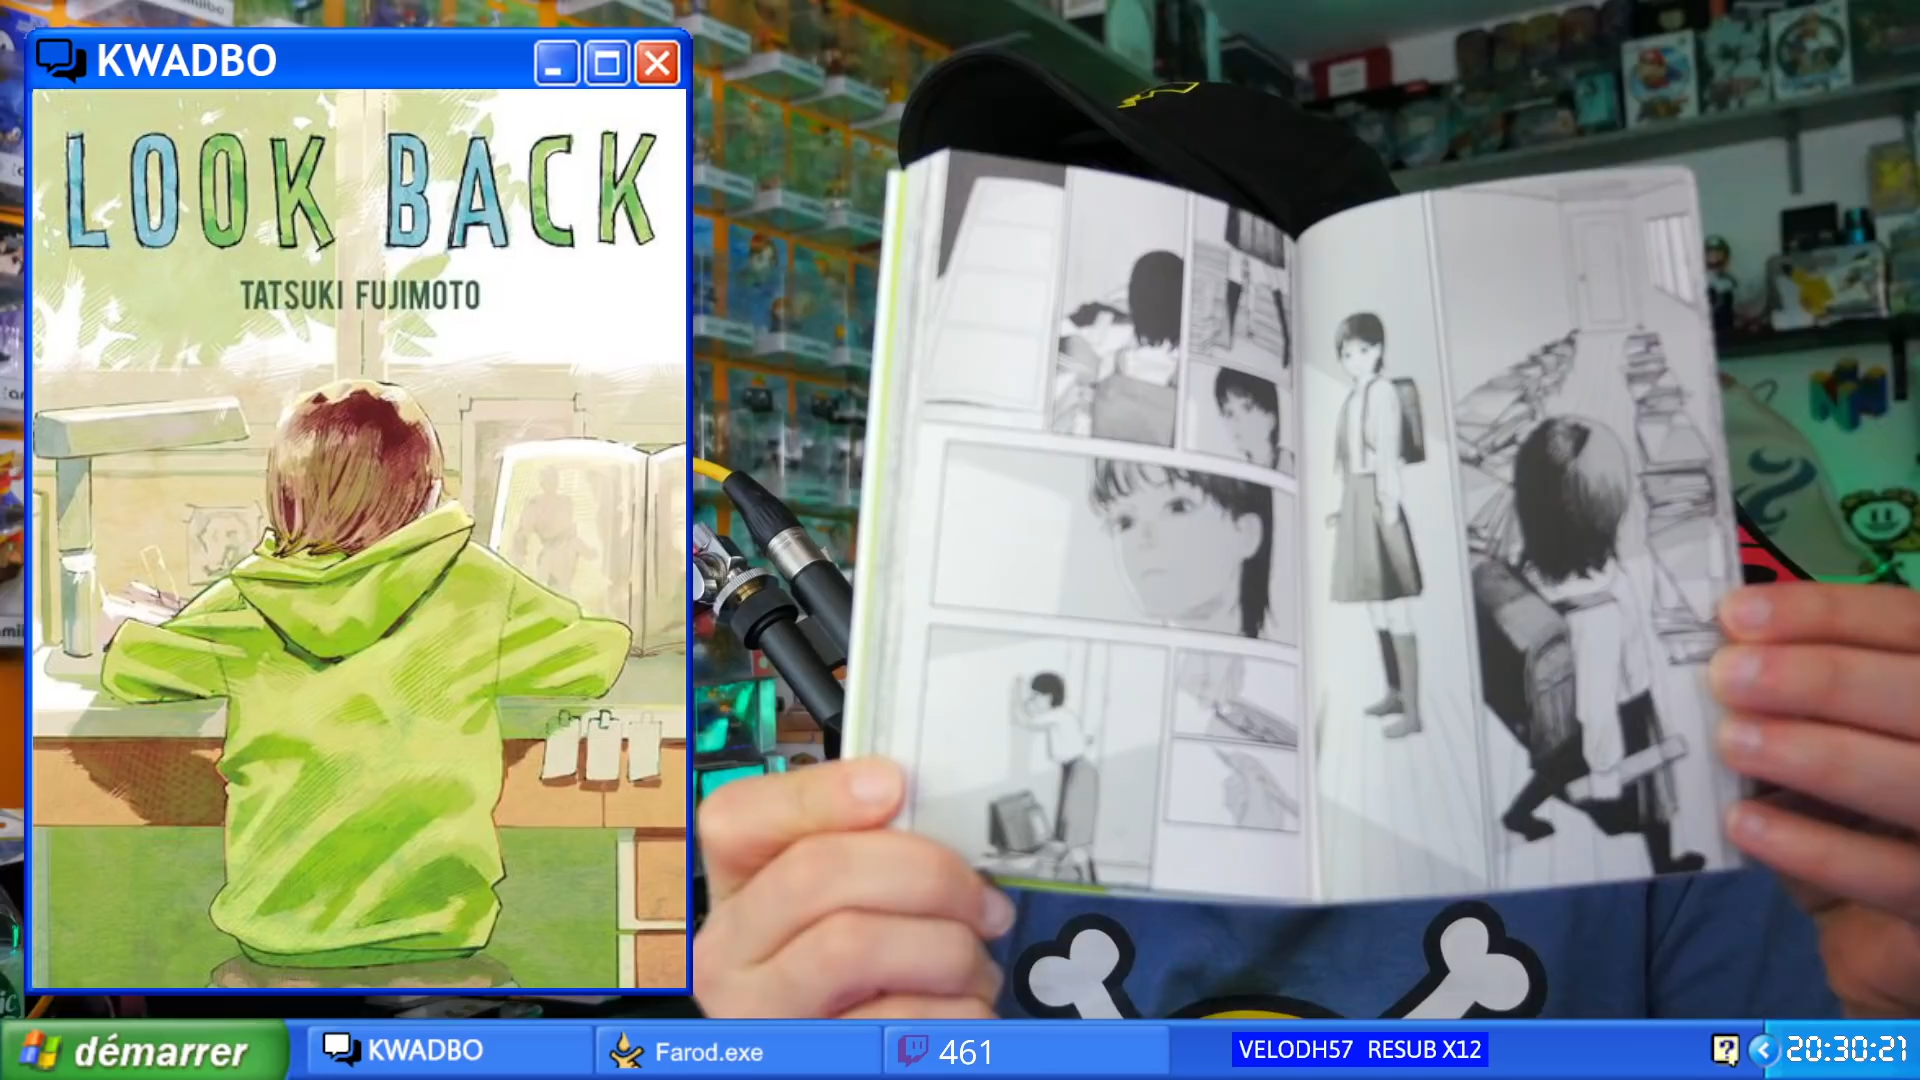 KWADBO
LOOK BACK
TATSUKI FUJIMOTO
démarrer
KWADBO
Farod.exe
461
VELODH57 RESUB X12
?
20:30:21